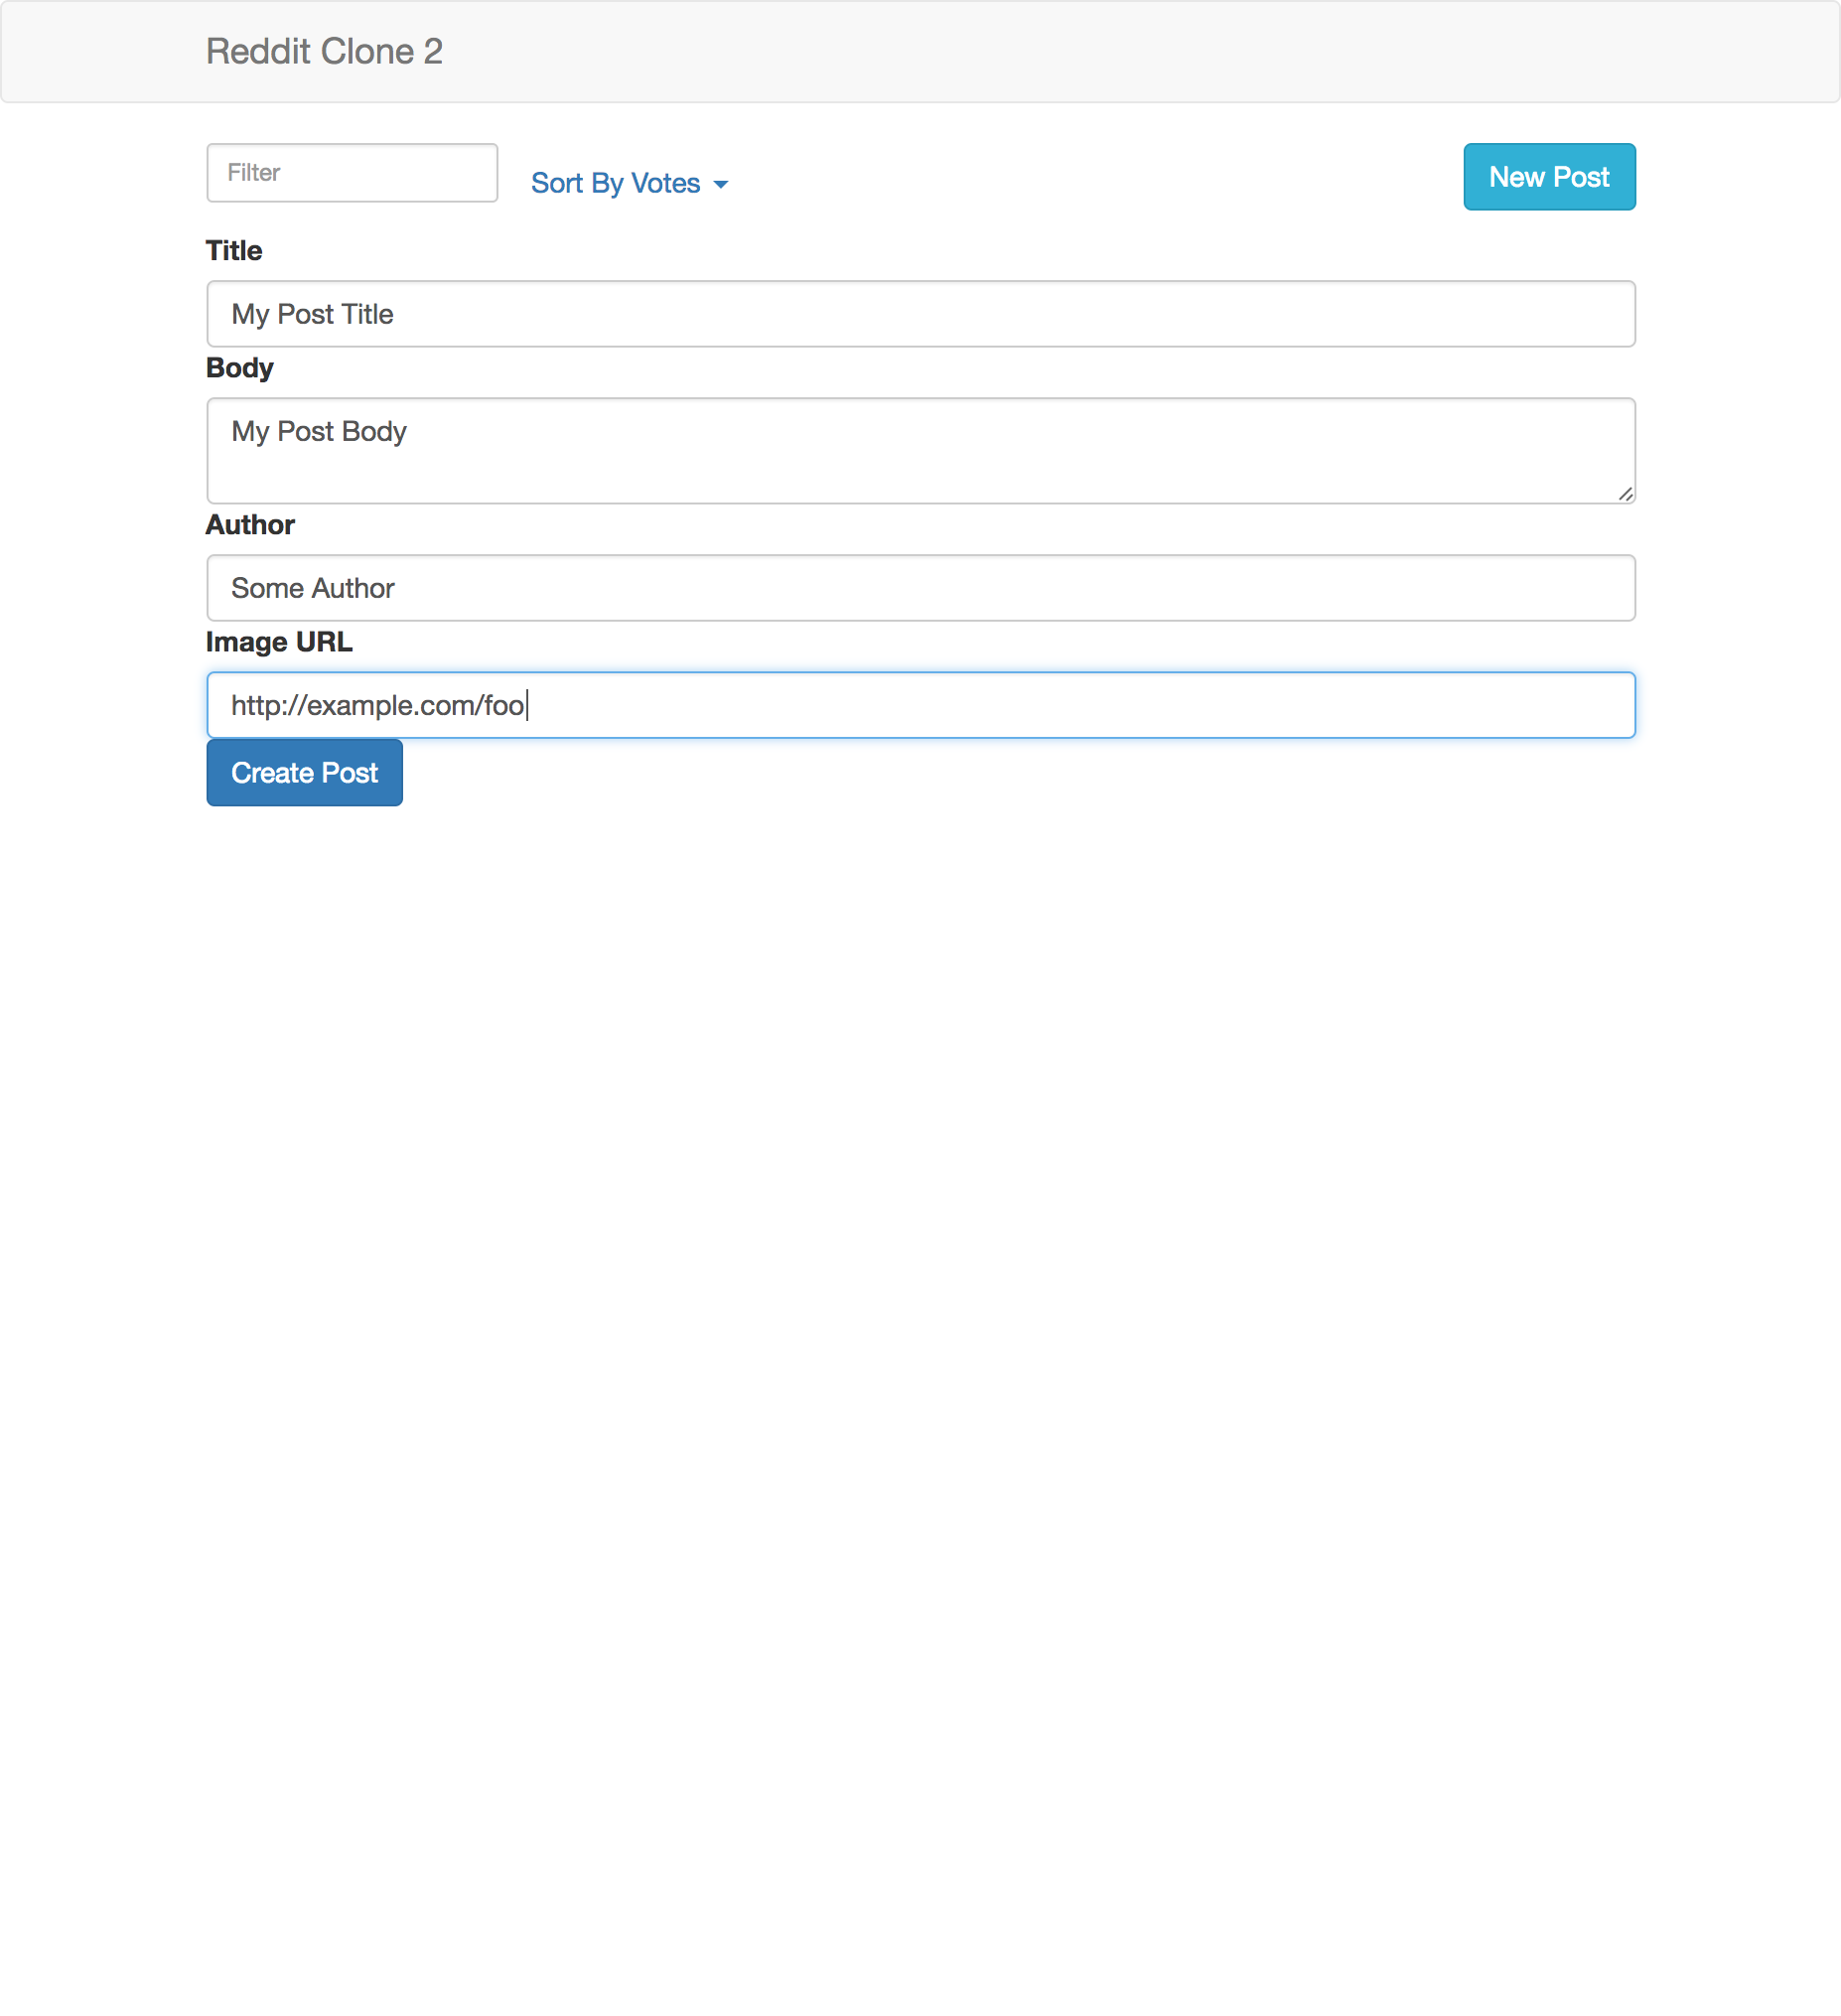 Reddit Clone 2
Filter
Sort By Votes
New Post
Title
My Post Title
Body
My Post Body
Author
Some Author
Image URL
http://example.com/foo
Create Post